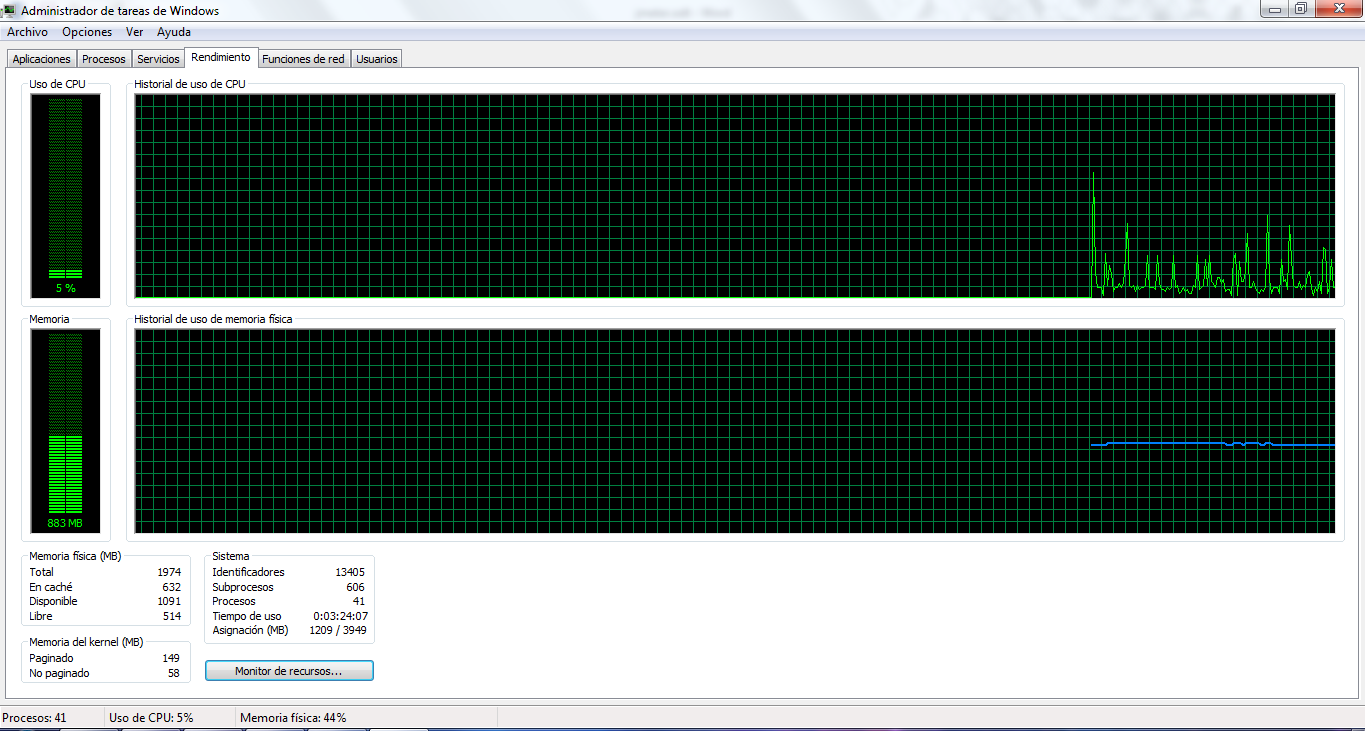 Administrador de tareas de Windows
Archivo Opciones Ver Ayuda
Aplicaciones Procesos Servicios Rendimiento Funciones de red Usuarios
Uso de CPU Historial de uso de CPU
5 %
Memoria Historial de uso de memoria física
883 MB
Memoria física (MB)
Total 1974
En caché 632
Disponible 1091
Libre 514
Memoria del kernel (MB)
Paginado 149
No paginado 58
Sistema
Identificadores 13405
Subprocesos 606
Procesos 41
Tiempo de uso 0:03:24:07
Asignación (MB) 1209 / 3949
Monitor de recursos...
Procesos: 41 Uso de CPU: 5% Memoria física: 44%